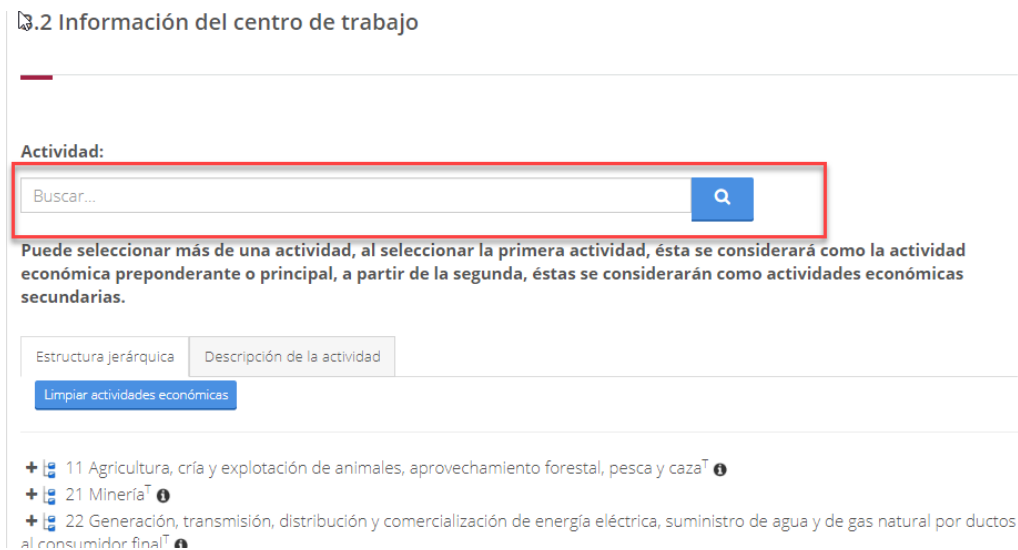 3.2 Información del centro de trabajo
Actividad:
Buscar...
Puede seleccionar más de una actividad, al seleccionar la primera actividad, ésta se considerará como la actividad
económica preponderante o principal, a partir de la segunda, éstas se considerarán como actividades económicas
secundarias.
Estructura jerárquica Descripción de la actividad
Limpiar actividades económicas
11 Agricultura, cría y explotación de animales, aprovechamiento forestal, pesca y caza T
21 Minería T
22 Generación, transmisión, distribución y comercialización de energía eléctrica, suministro de agua y de gas natural por ductos
al consumidor final T